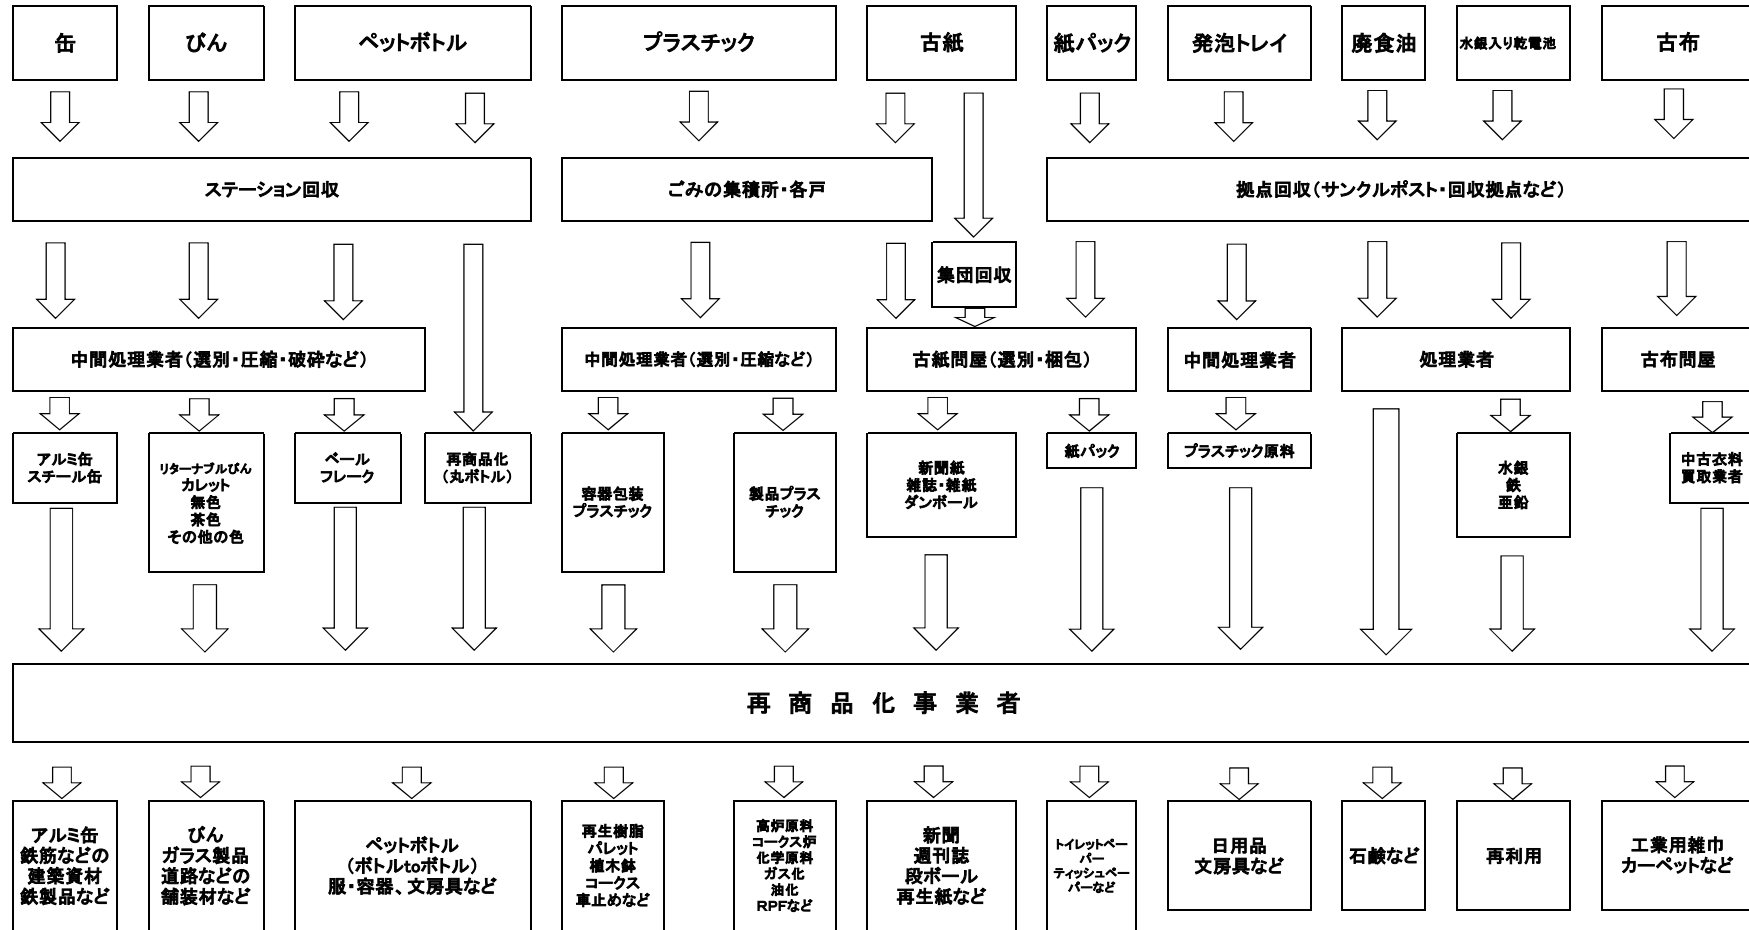 缶
びん
ペットボトル
プラスチック
古紙
紙パック
発泡トレイ
廃食油
水銀入り乾電池
古布
ステーション回収
ごみの集積所・各戸
拠点回収（サンクルポスト・回収拠点など）
集団回収
中間処理業者（選別・圧縮・破砕など）
中間処理業者（選別・圧縮など）
古紙問屋（選別・梱包）
中間処理業者
処理業者
古布問屋
アルミ缶
スチール缶
リターナブルびん
カレット
無色
茶色
その他の色
ベール
フレーク
再商品化
（丸ボトル）
容器包装
プラスチック
製品プラス
チック
新聞紙
雑誌・雑紙
ダンボール
紙パック
プラスチック原料
水銀
鉄
亜鉛
中古衣料
買取業者
再商品化事業者
アルミ缶
鉄筋などの
建築資材
鉄製品など
びん
ガラス製品
道路などの
舗装材など
ペットボトル
（ボトルtoボトル）
服・容器、文房具など
再生樹脂
パレット
植木鉢
コークス
車止めなど
高炉原料
コークス炉
化学原料
ガス化
油化
RPFなど
新聞
週刊誌
段ボール
再生紙など
トイレットペー
パー
ティッシュペー
パーなど
日用品
文房具など
石鹸など
再利用
工業用雑巾
カーペットなど